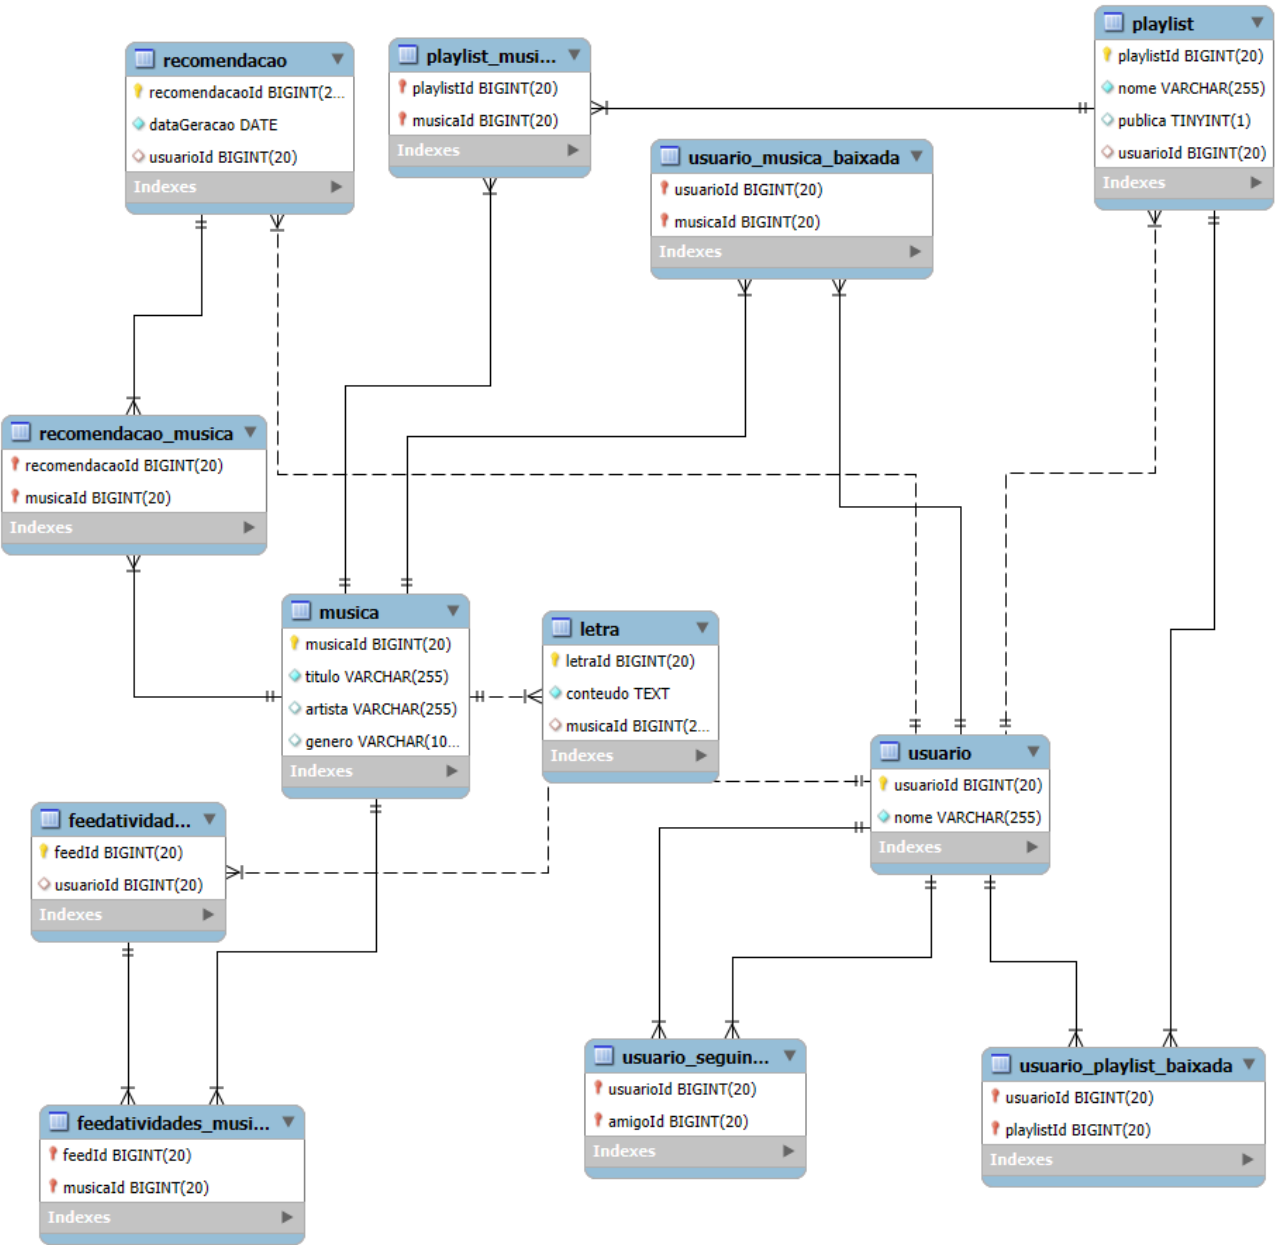 recomendacao
recomendacaoId BIGINT(2...
dataGeracao DATE
usuarioId BIGINT(20)
Indexes
playlist_musi...
playlistId BIGINT(20)
musicaId BIGINT(20)
Indexes
usuario_musica_baixada
usuarioId BIGINT(20)
musicaId BIGINT(20)
Indexes
playlist
playlistId BIGINT(20)
nome VARCHAR(255)
publica TINYINT(1)
usuarioId BIGINT(20)
Indexes
recomendacao_musica
recomendacaoId BIGINT(20)
musicaId BIGINT(20)
Indexes
musica
musicaId BIGINT(20)
titulo VARCHAR(255)
artista VARCHAR(255)
genero VARCHAR(10...
Indexes
letra
letraId BIGINT(20)
conteudo TEXT
musicaId BIGINT(2...
Indexes
usuario
usuarioId BIGINT(20)
nome VARCHAR(255)
Indexes
feedatividad...
feedId BIGINT(20)
usuarioId BIGINT(20)
Indexes
usuario_seguin...
usuarioId BIGINT(20)
amigoId BIGINT(20)
Indexes
usuario_playlist_baixada
usuarioId BIGINT(20)
playlistId BIGINT(20)
Indexes
feedatividades_musi...
feedId BIGINT(20)
musicaId BIGINT(20)
Indexes